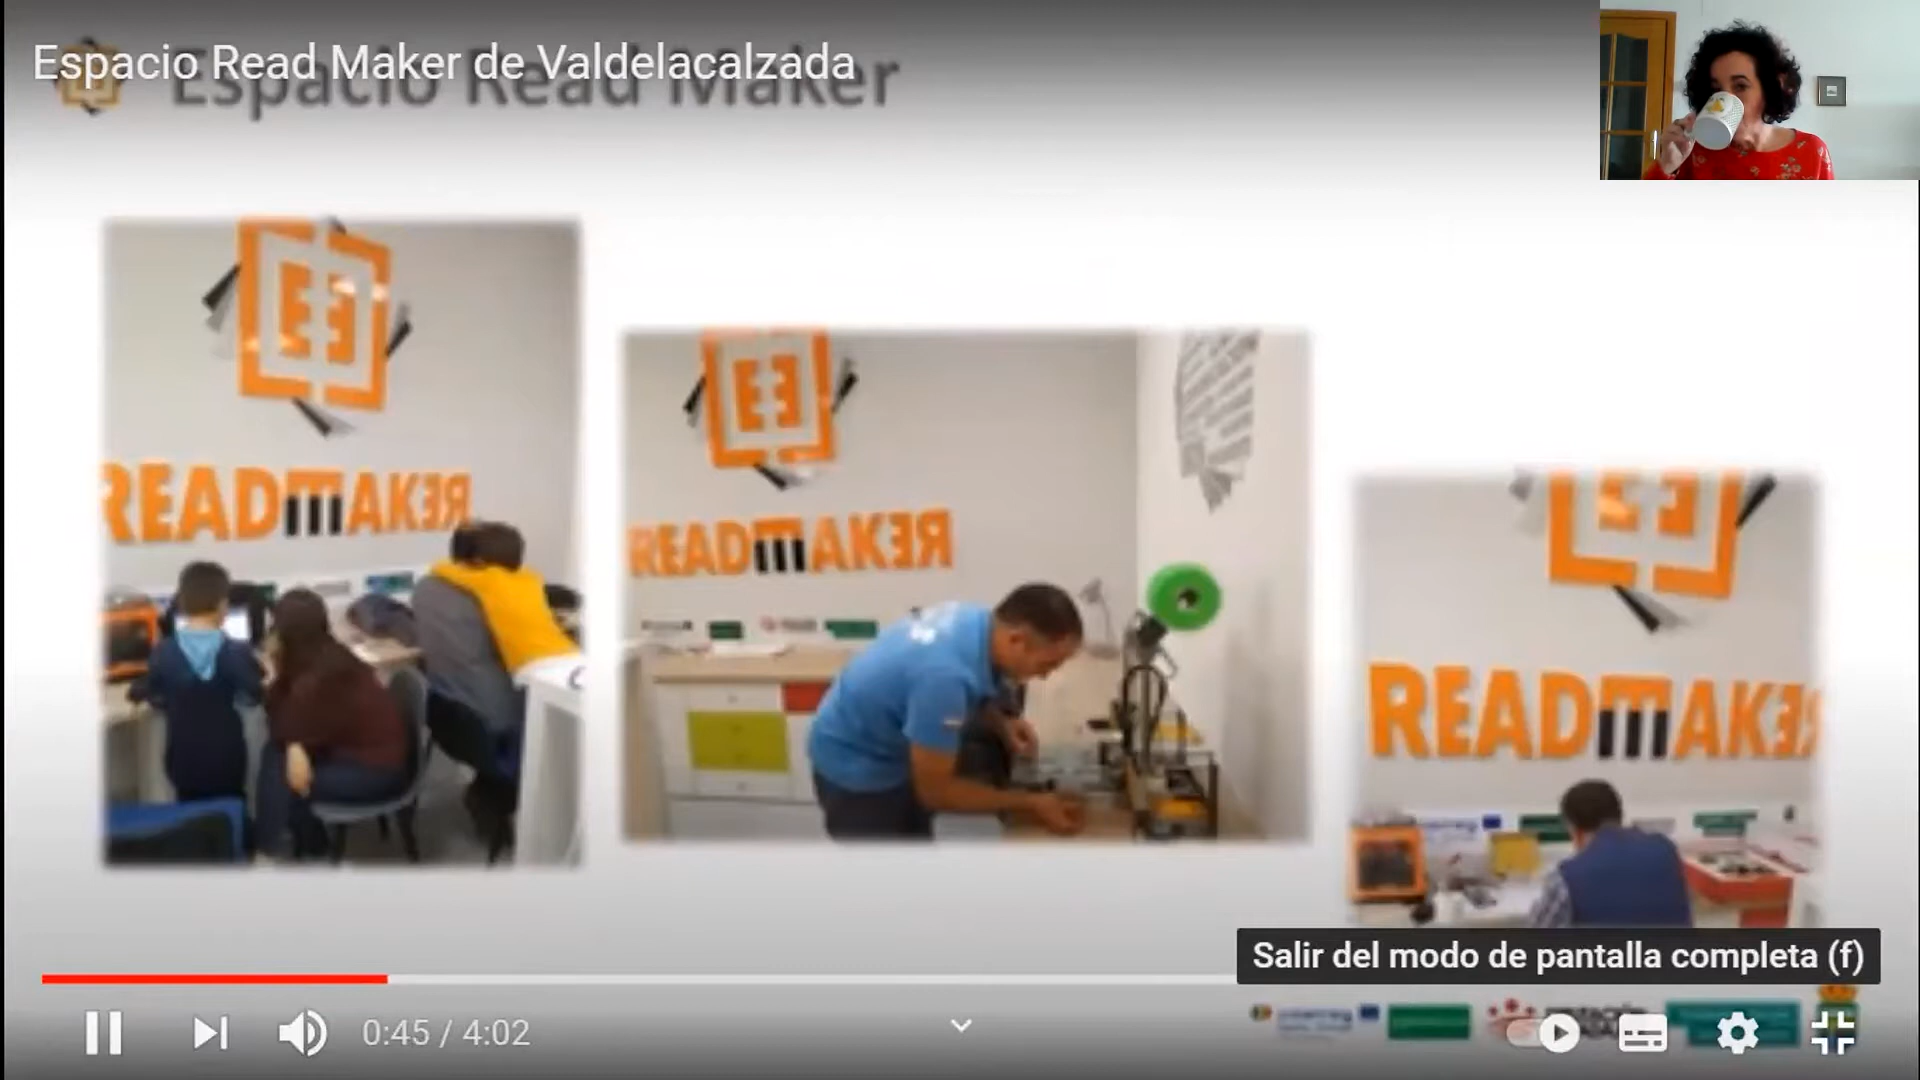 Espacio Read Maker de Valdelacalzada
Espacio Read Maker
READMAKER
READMAKER
READMAKER
Salir del modo de pantalla completa (f)
0:45 / 4:02
Interreg